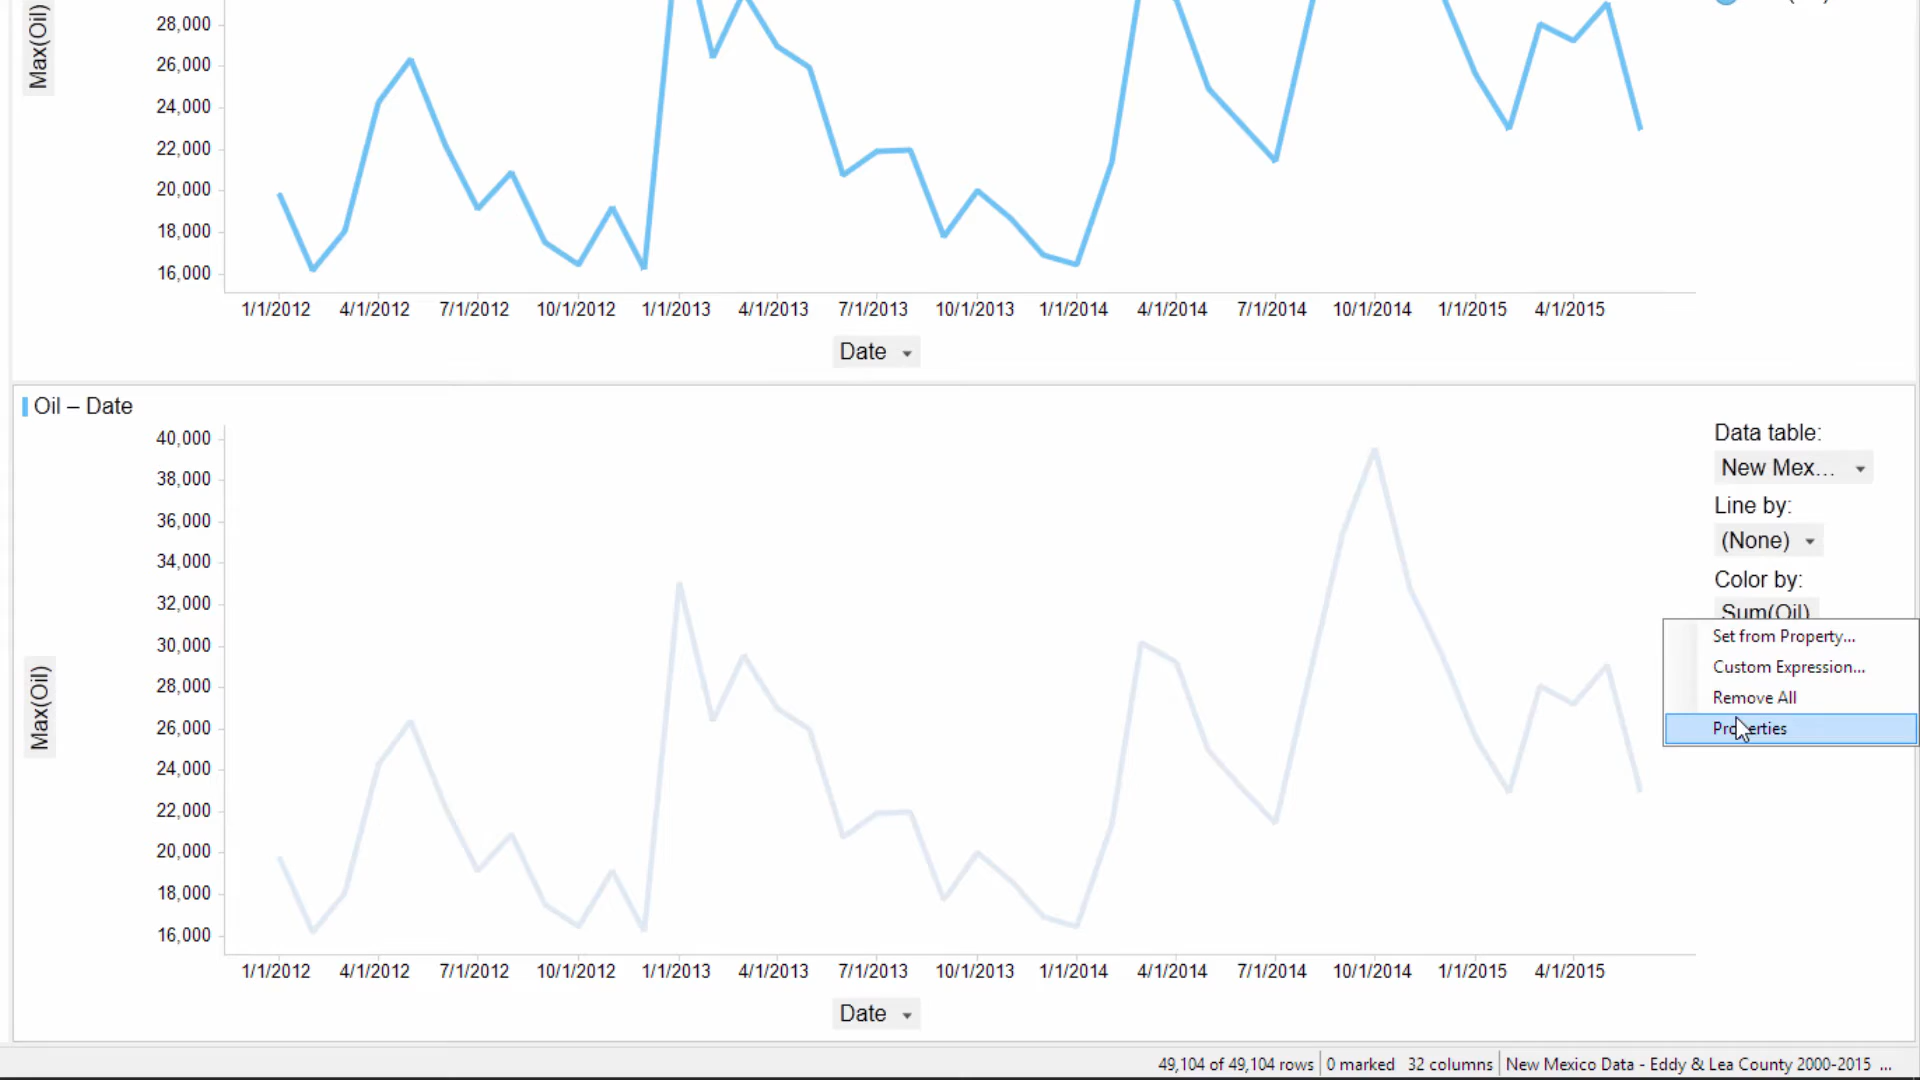 Max(Oil)
28,000
26,000
24,000
22,000
20,000
18,000
16,000
1/1/2012 4/1/2012 7/1/2012 10/1/2012 1/1/2013 4/1/2013 7/1/2013 10/1/2013 1/1/2014 4/1/2014 7/1/2014 10/1/2014 1/1/2015 4/1/2015
Date
Oil – Date
40,000
38,000
36,000
34,000
32,000
30,000
28,000
26,000
24,000
22,000
20,000
18,000
16,000
Max(Oil)
1/1/2012 4/1/2012 7/1/2012 10/1/2012 1/1/2013 4/1/2013 7/1/2013 10/1/2013 1/1/2014 4/1/2014 7/1/2014 10/1/2014 1/1/2015 4/1/2015
Date
Data table:
New Mex...
Line by:
(None)
Color by:
Sum(Oil)
Set from Property...
Custom Expression...
Remove All
Properties
49,104 of 49,104 rows 0 marked 32 columns New Mexico Data - Eddy & Lea County 2000-2015 ...